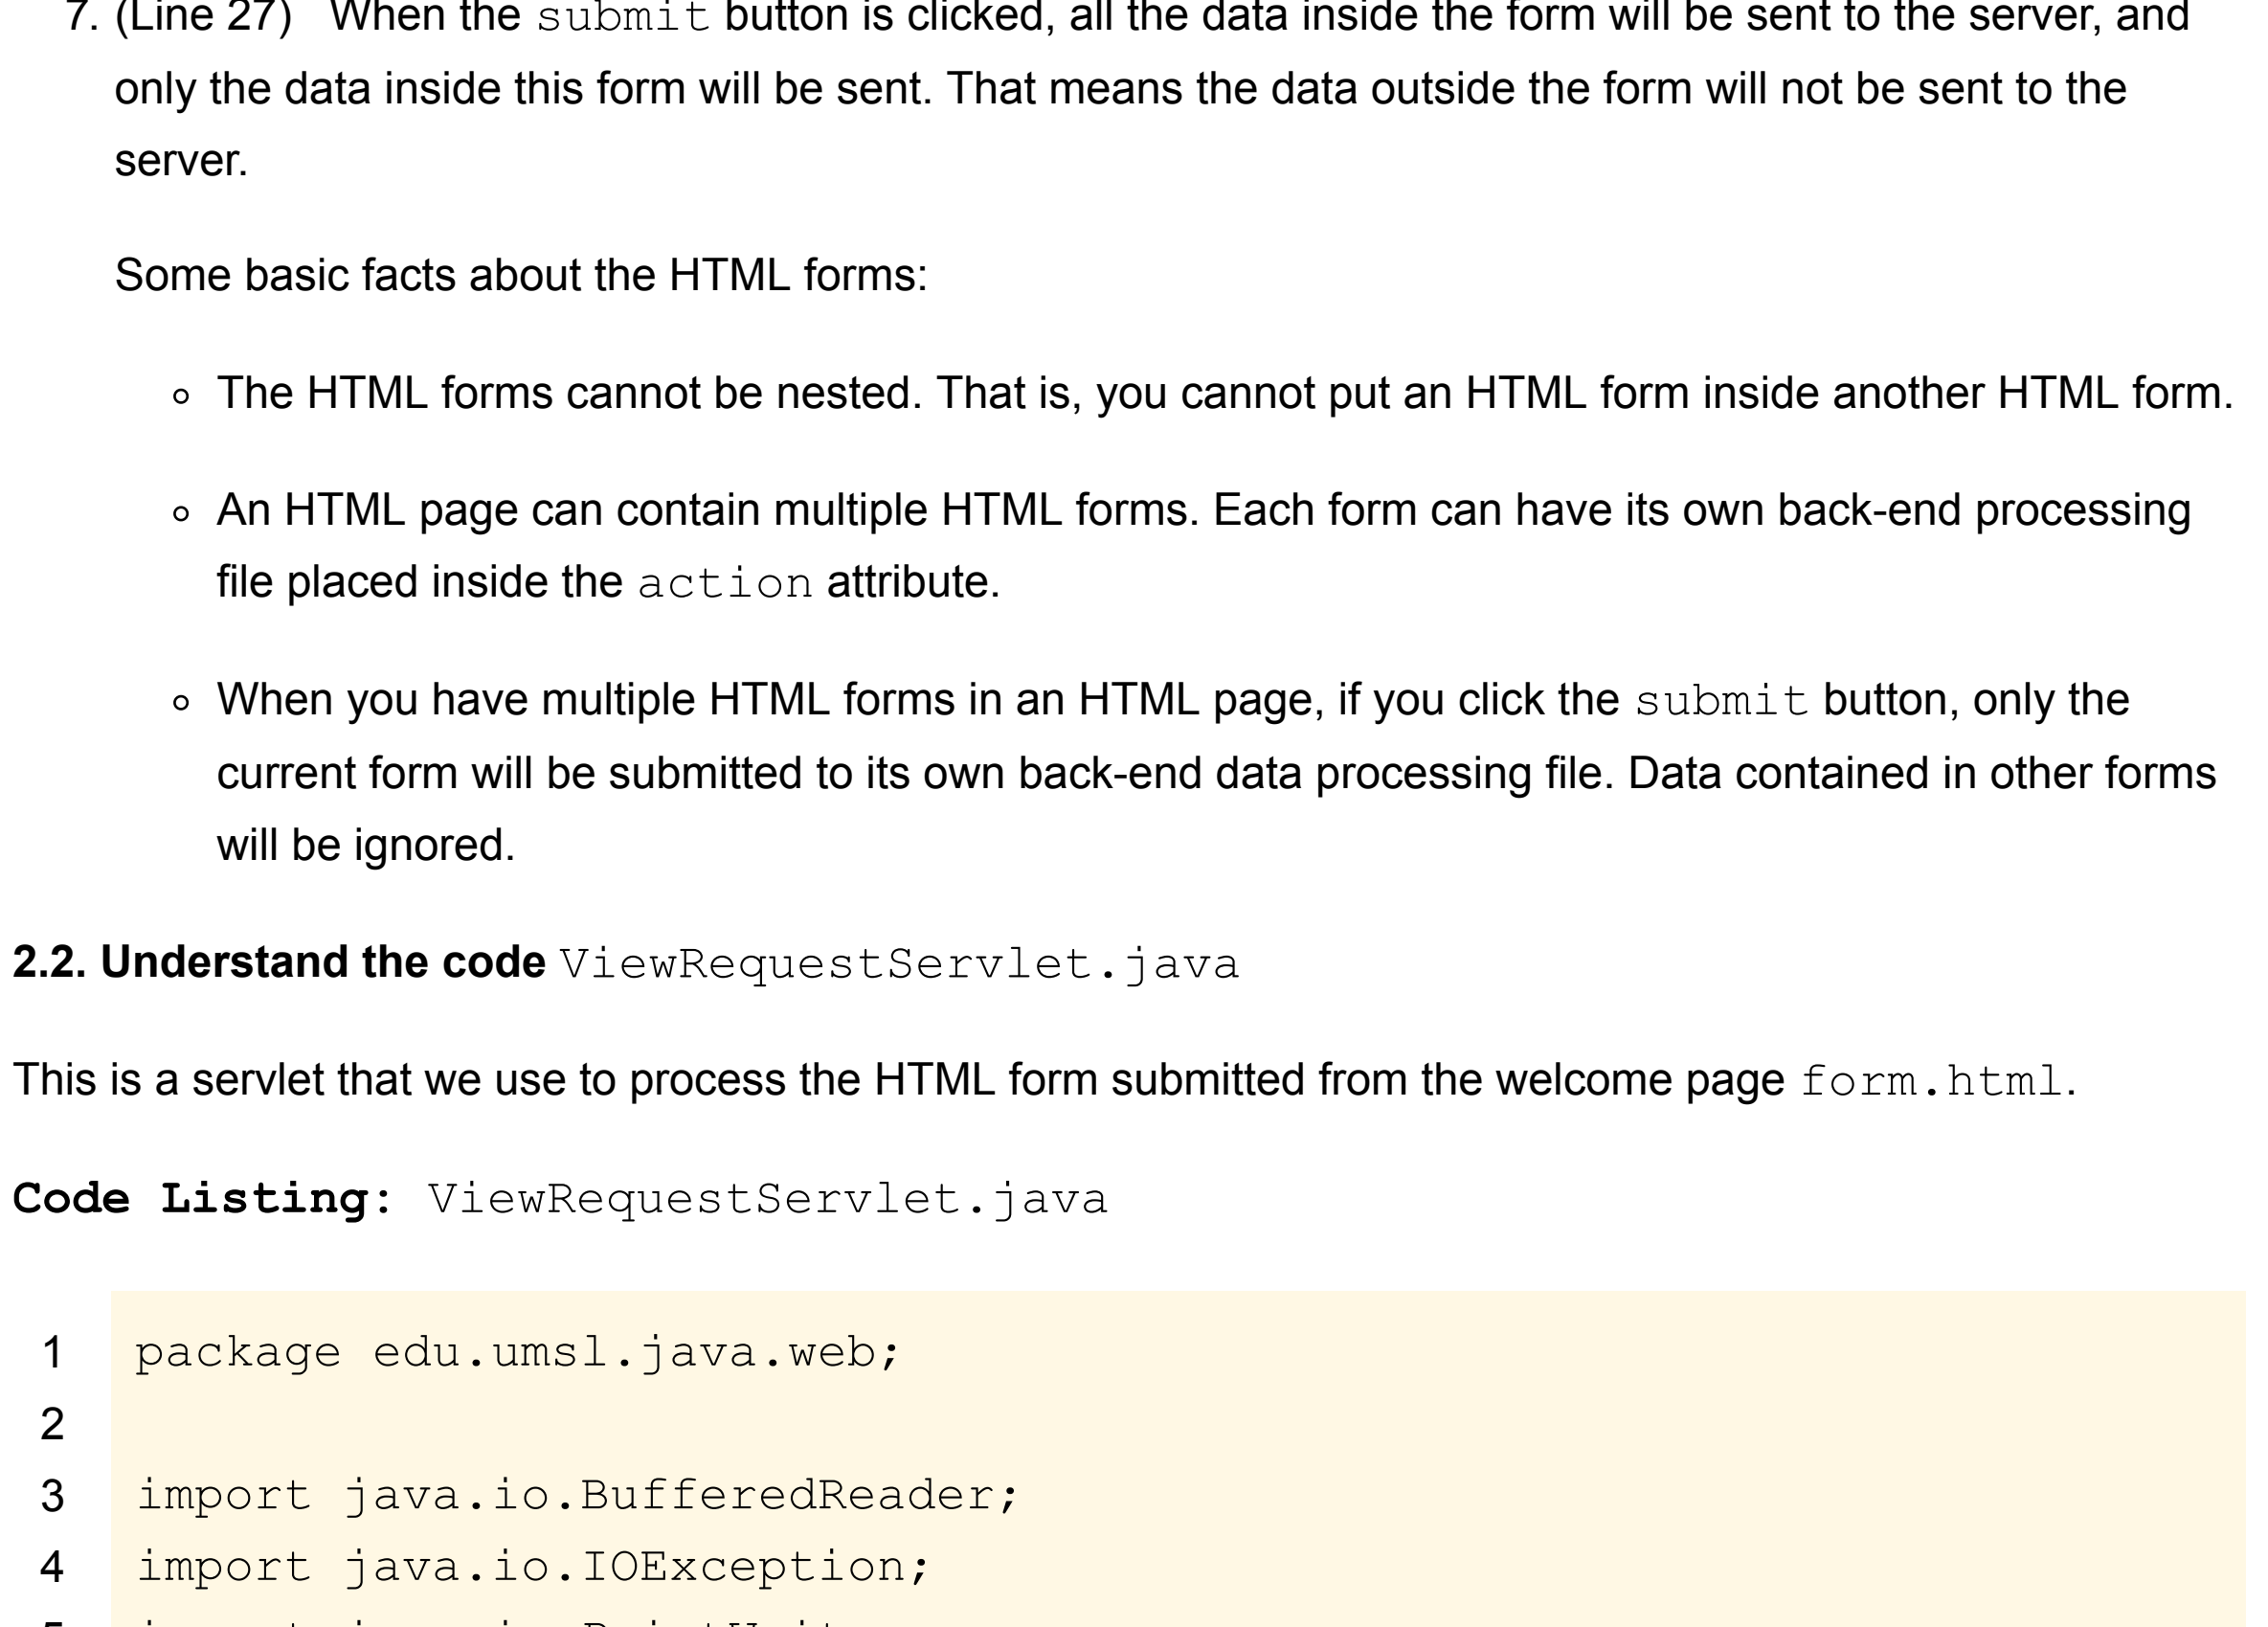 7. (Line 27) When the submit button is clicked, all the data inside the form will be sent to the server, and
only the data inside this form will be sent. That means the data outside the form will not be sent to the
server.
Some basic facts about the HTML forms:
The HTML forms cannot be nested. That is, you cannot put an HTML form inside another HTML form.
An HTML page can contain multiple HTML forms. Each form can have its own back-end processing
file placed inside the action attribute.
When you have multiple HTML forms in an HTML page, if you click the submit button, only the
current form will be submitted to its own back-end data processing file. Data contained in other forms
will be ignored.
2.2. Understand the code ViewRequestServlet.java
This is a servlet that we use to process the HTML form submitted from the welcome page form.html.
Code Listing: ViewRequestServlet.java
1 package edu.umsl.java.web;
2
3 import java.io.BufferedReader;
4 import java.io.IOException;